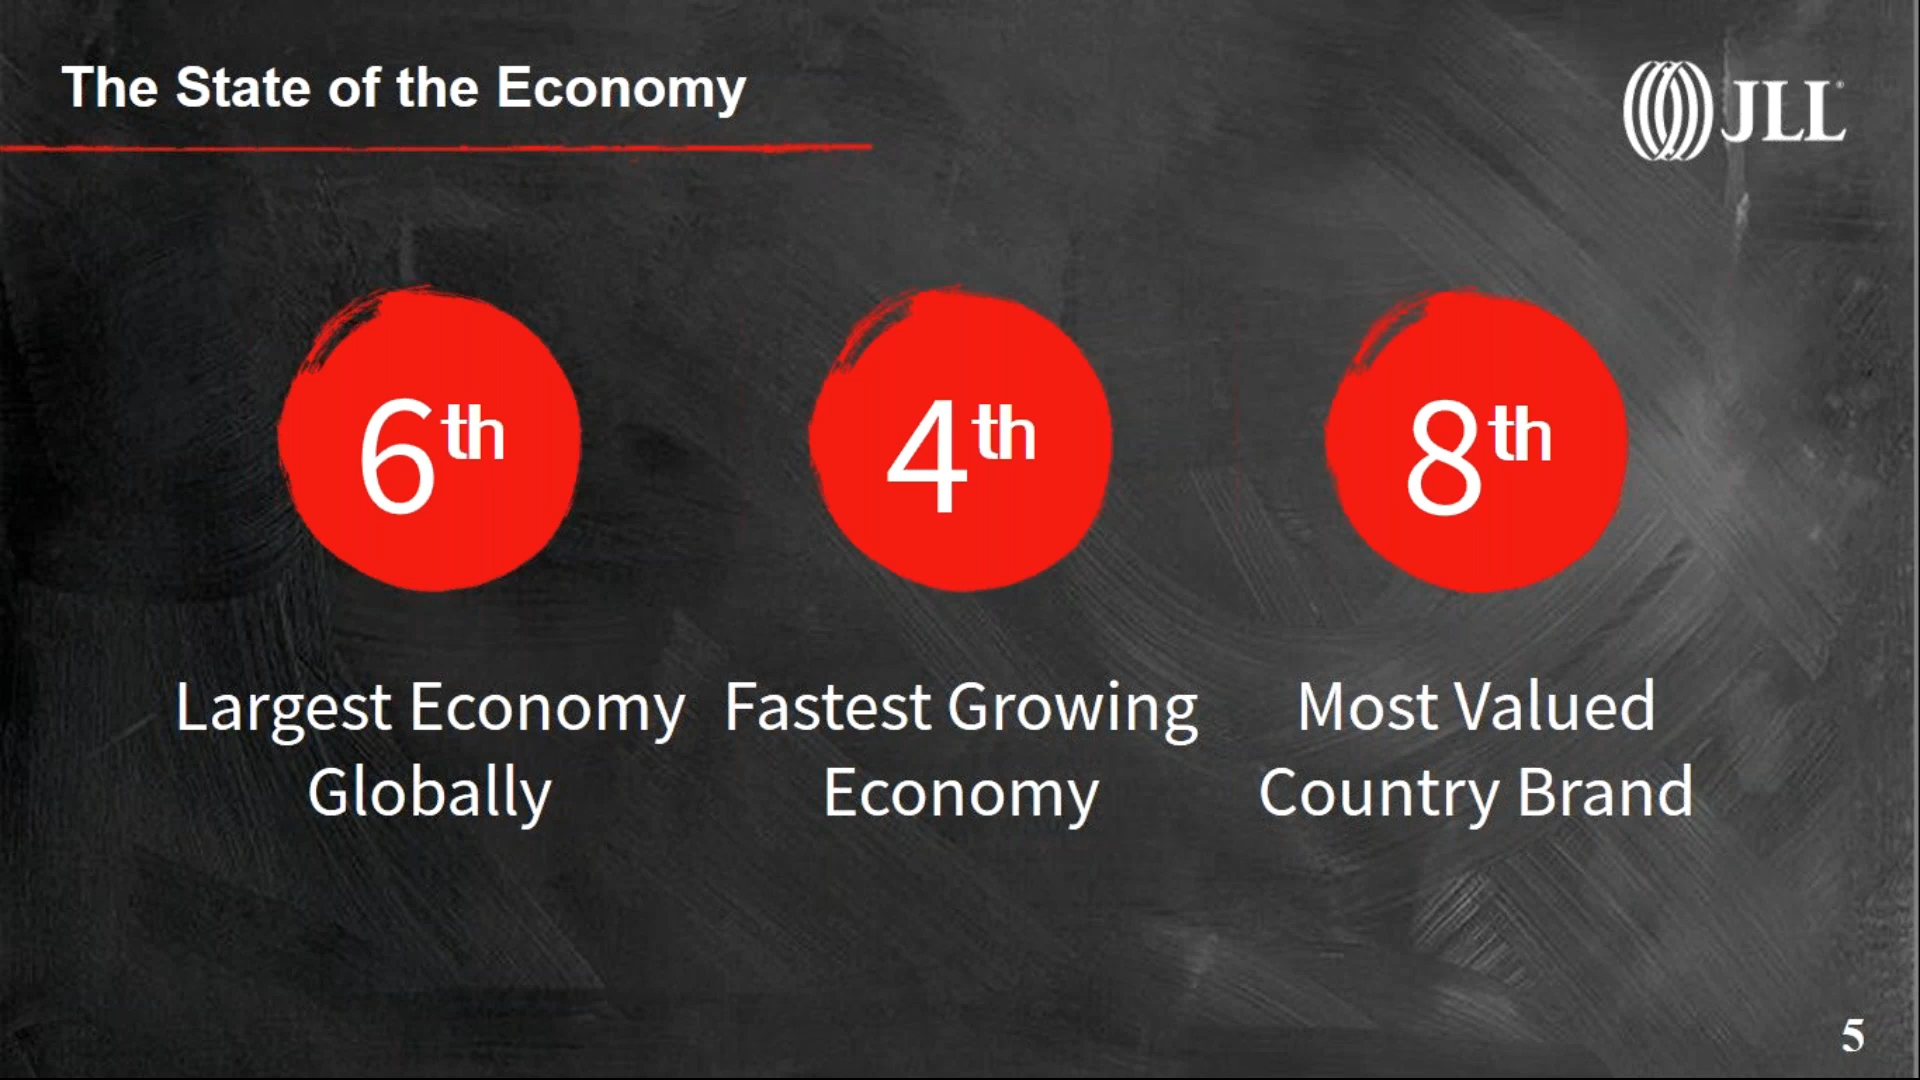 The State of the Economy
JLL
6th
4th
8th
Largest Economy
Globally
Fastest Growing
Economy
Most Valued
Country Brand
5